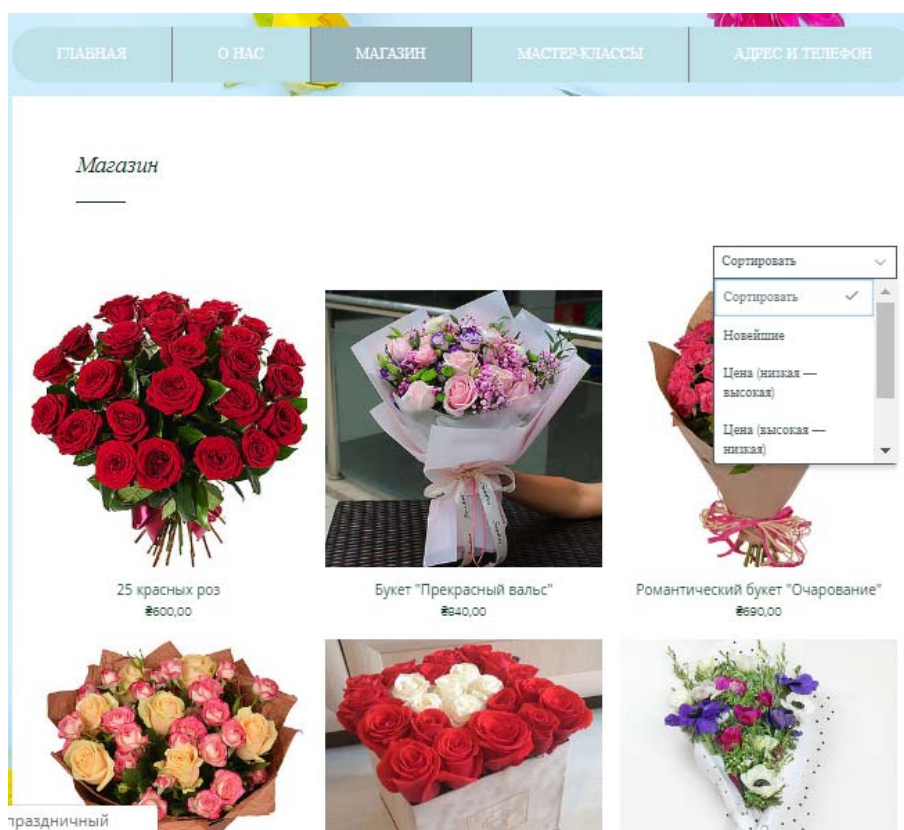 ГЛАВНАЯ
О НАС
МАГАЗИН
МАСТЕР-КЛАССЫ
АДРЕС И ТЕЛЕФОН
Магазин
Сортировать
Сортировать
Новейшие
Цена (низкая —
высокая)
Цена (высокая —
низкая)
25 красных роз
₴600,00
Букет "Прекрасный вальс"
₴940,00
Романтический букет "Очарование"
₴690,00
праздничный